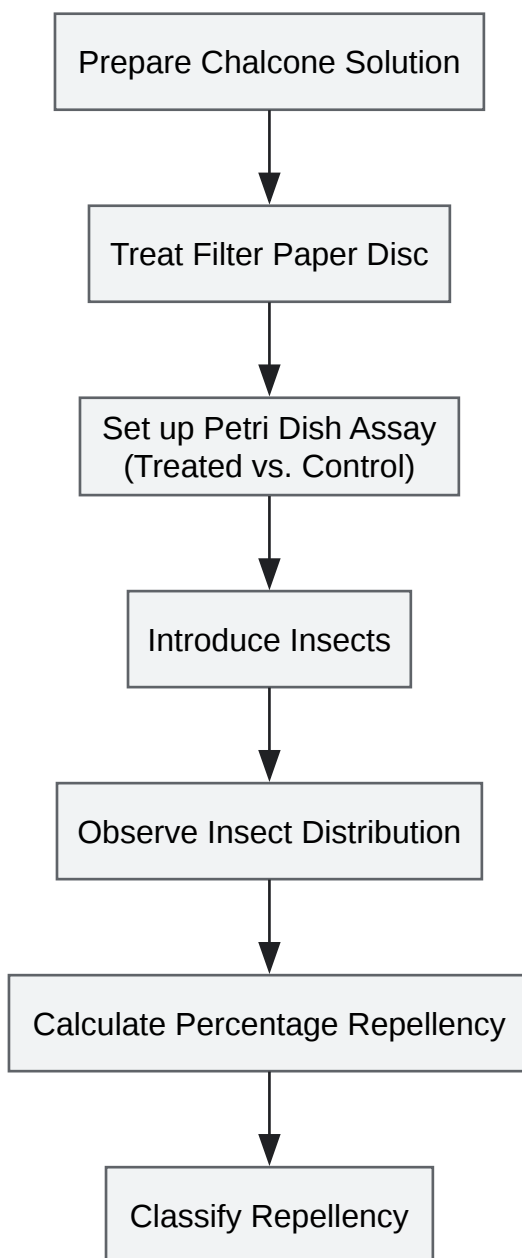 Prepare Chalcone Solution
Treat Filter Paper Disc
Set up Petri Dish Assay
(Treated vs. Control)
Introduce Insects
Observe Insect Distribution
Calculate Percentage Repellency
Classify Repellency